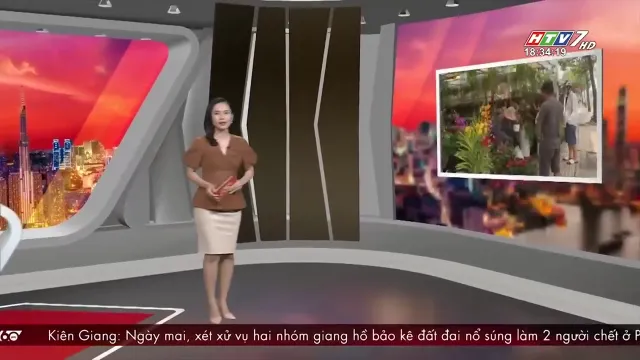 HTV7 HD
18:34:19
Kiên Giang: Ngày mai, xét xử vụ hai nhóm giang hồ bảo kê đất đai nổ súng làm 2 người chết ở P